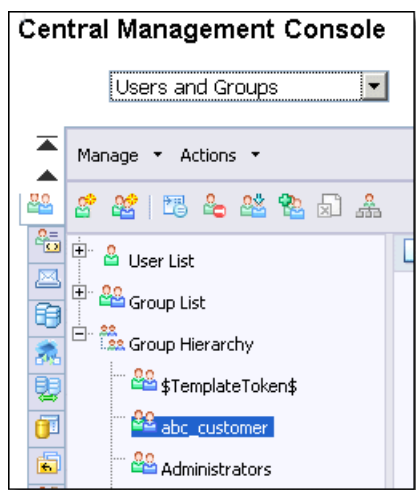 Central Management Console
Users and Groups
Manage Actions
User List
Group List
Group Hierarchy
$TemplateToken$
abc_customer
Administrators